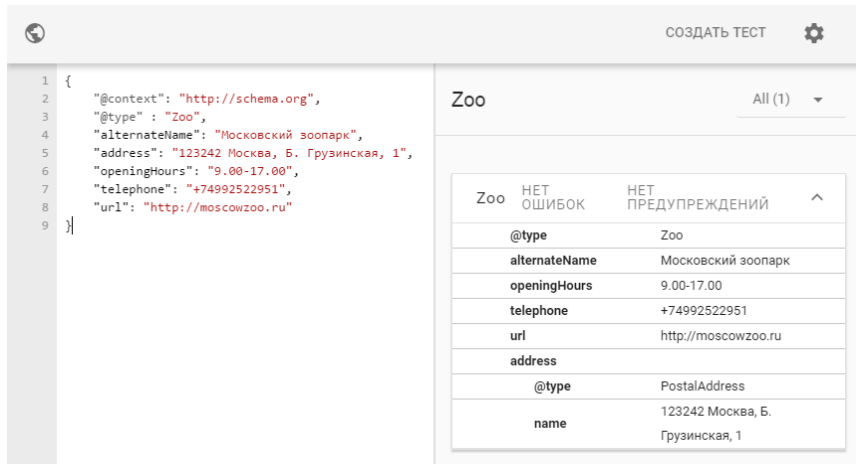 СОЗДАТЬ ТЕСТ
1 {
2 "@context": "http://schema.org",
3 "@type" : "Zoo",
4 "alternateName": "Московский зоопарк",
5 "address": "123242 Москва, Б. Грузинская, 1",
6 "openingHours": "9.00-17.00",
7 "telephone": "+74992522951",
8 "url": "http://moscowzoo.ru"
9 }
Zoo All (1)
Zoo НЕТ ОШИБОК НЕТ ПРЕДУПРЕЖДЕНИЙ
@type Zoo
alternateName Московский зоопарк
openingHours 9.00-17.00
telephone +74992522951
url http://moscowzoo.ru
address
@type PostalAddress
name 123242 Москва, Б.
Грузинская, 1